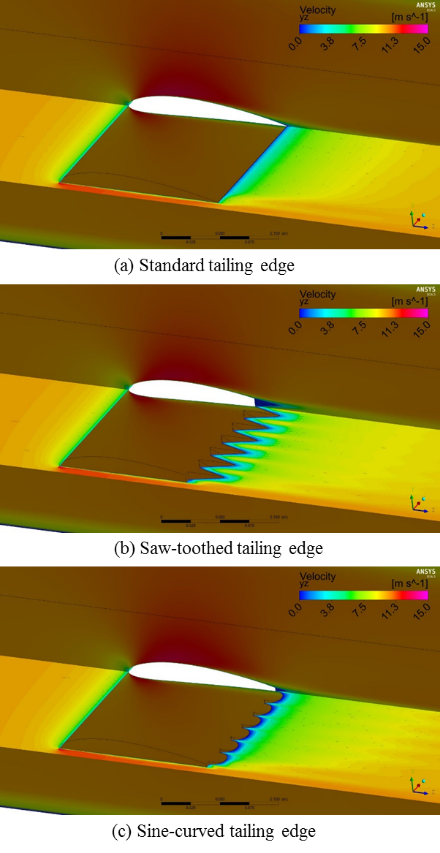 ANSYS
Velocity
yz
[m s^-1]
0.0
3.8
7.5
11.3
15.0
(a) Standard tailing edge
ANSYS
Velocity
yz
[m s^-1]
0.0
3.8
7.5
11.3
15.0
(b) Saw-toothed tailing edge
ANSYS
Velocity
yz
[m s^-1]
0.0
3.8
7.5
11.3
15.0
(c) Sine-curved tailing edge